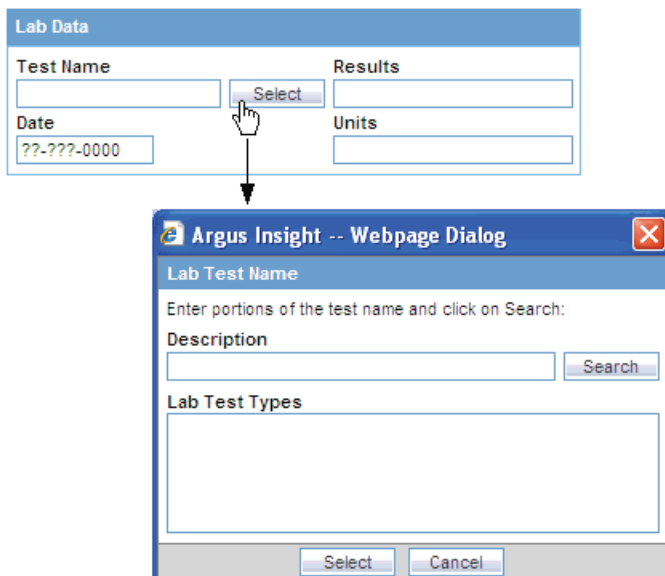 Lab Data
Test Name Results
Select
Date Units
??-???-0000
Argus Insight -- Webpage Dialog
Lab Test Name
Enter portions of the test name and click on Search:
Description
Search
Lab Test Types
Select Cancel